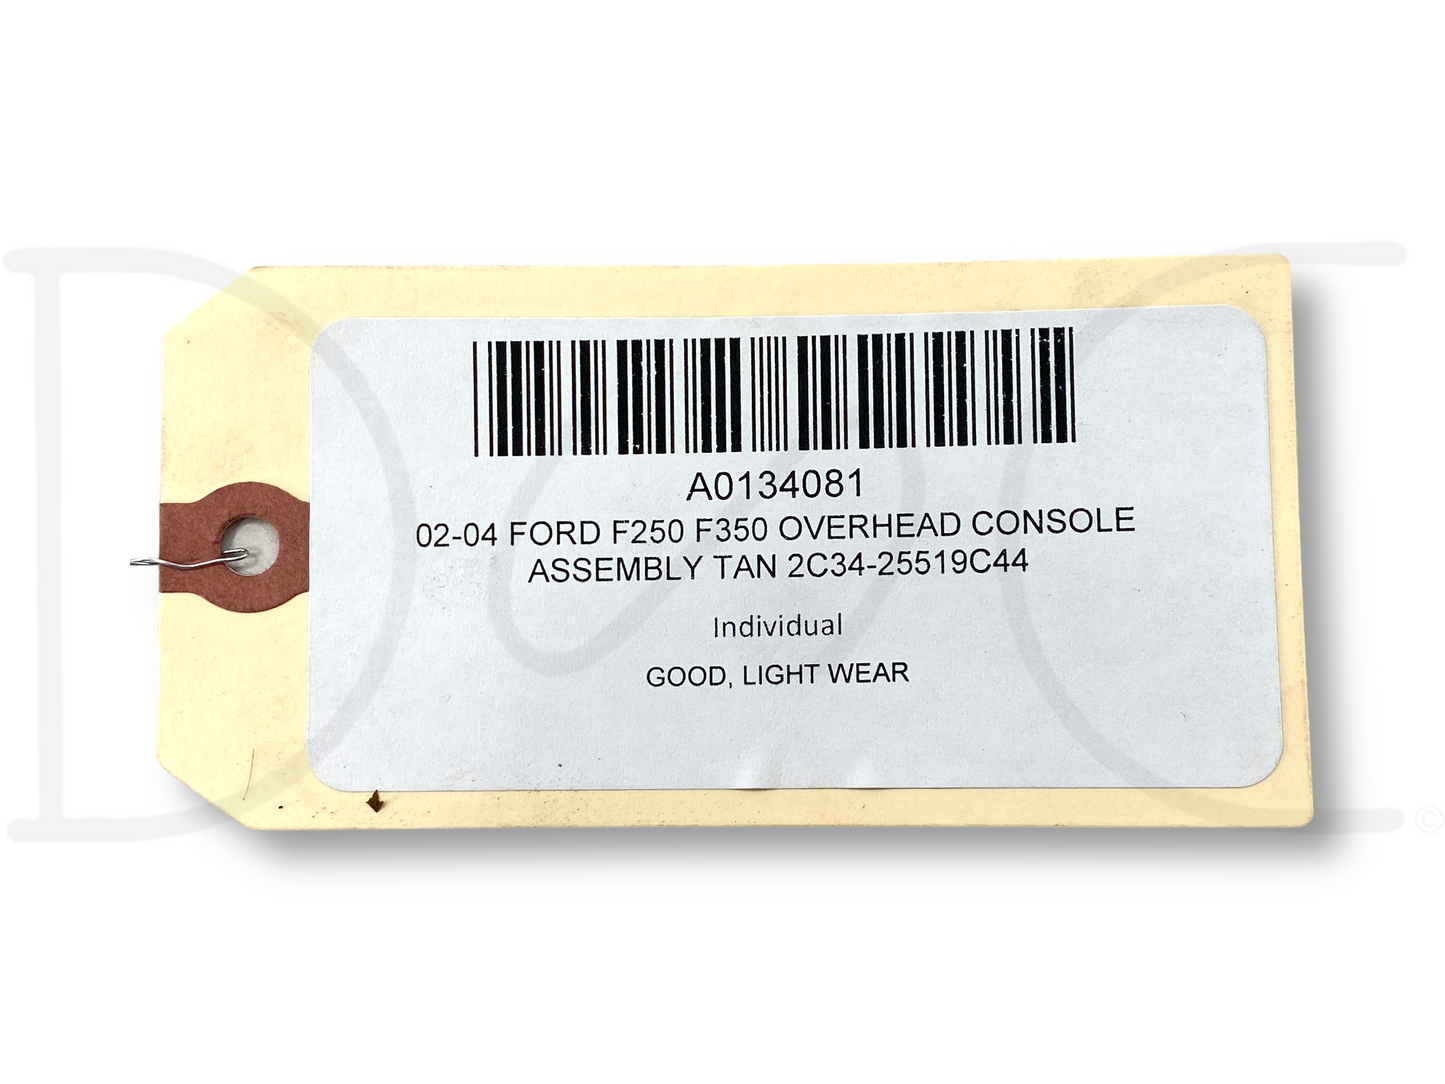 A0134081
02-04 FORD F250 F350 OVERHEAD CONSOLE
ASSEMBLY TAN 2C34-25519C44
Individual
GOOD, LIGHT WEAR
©